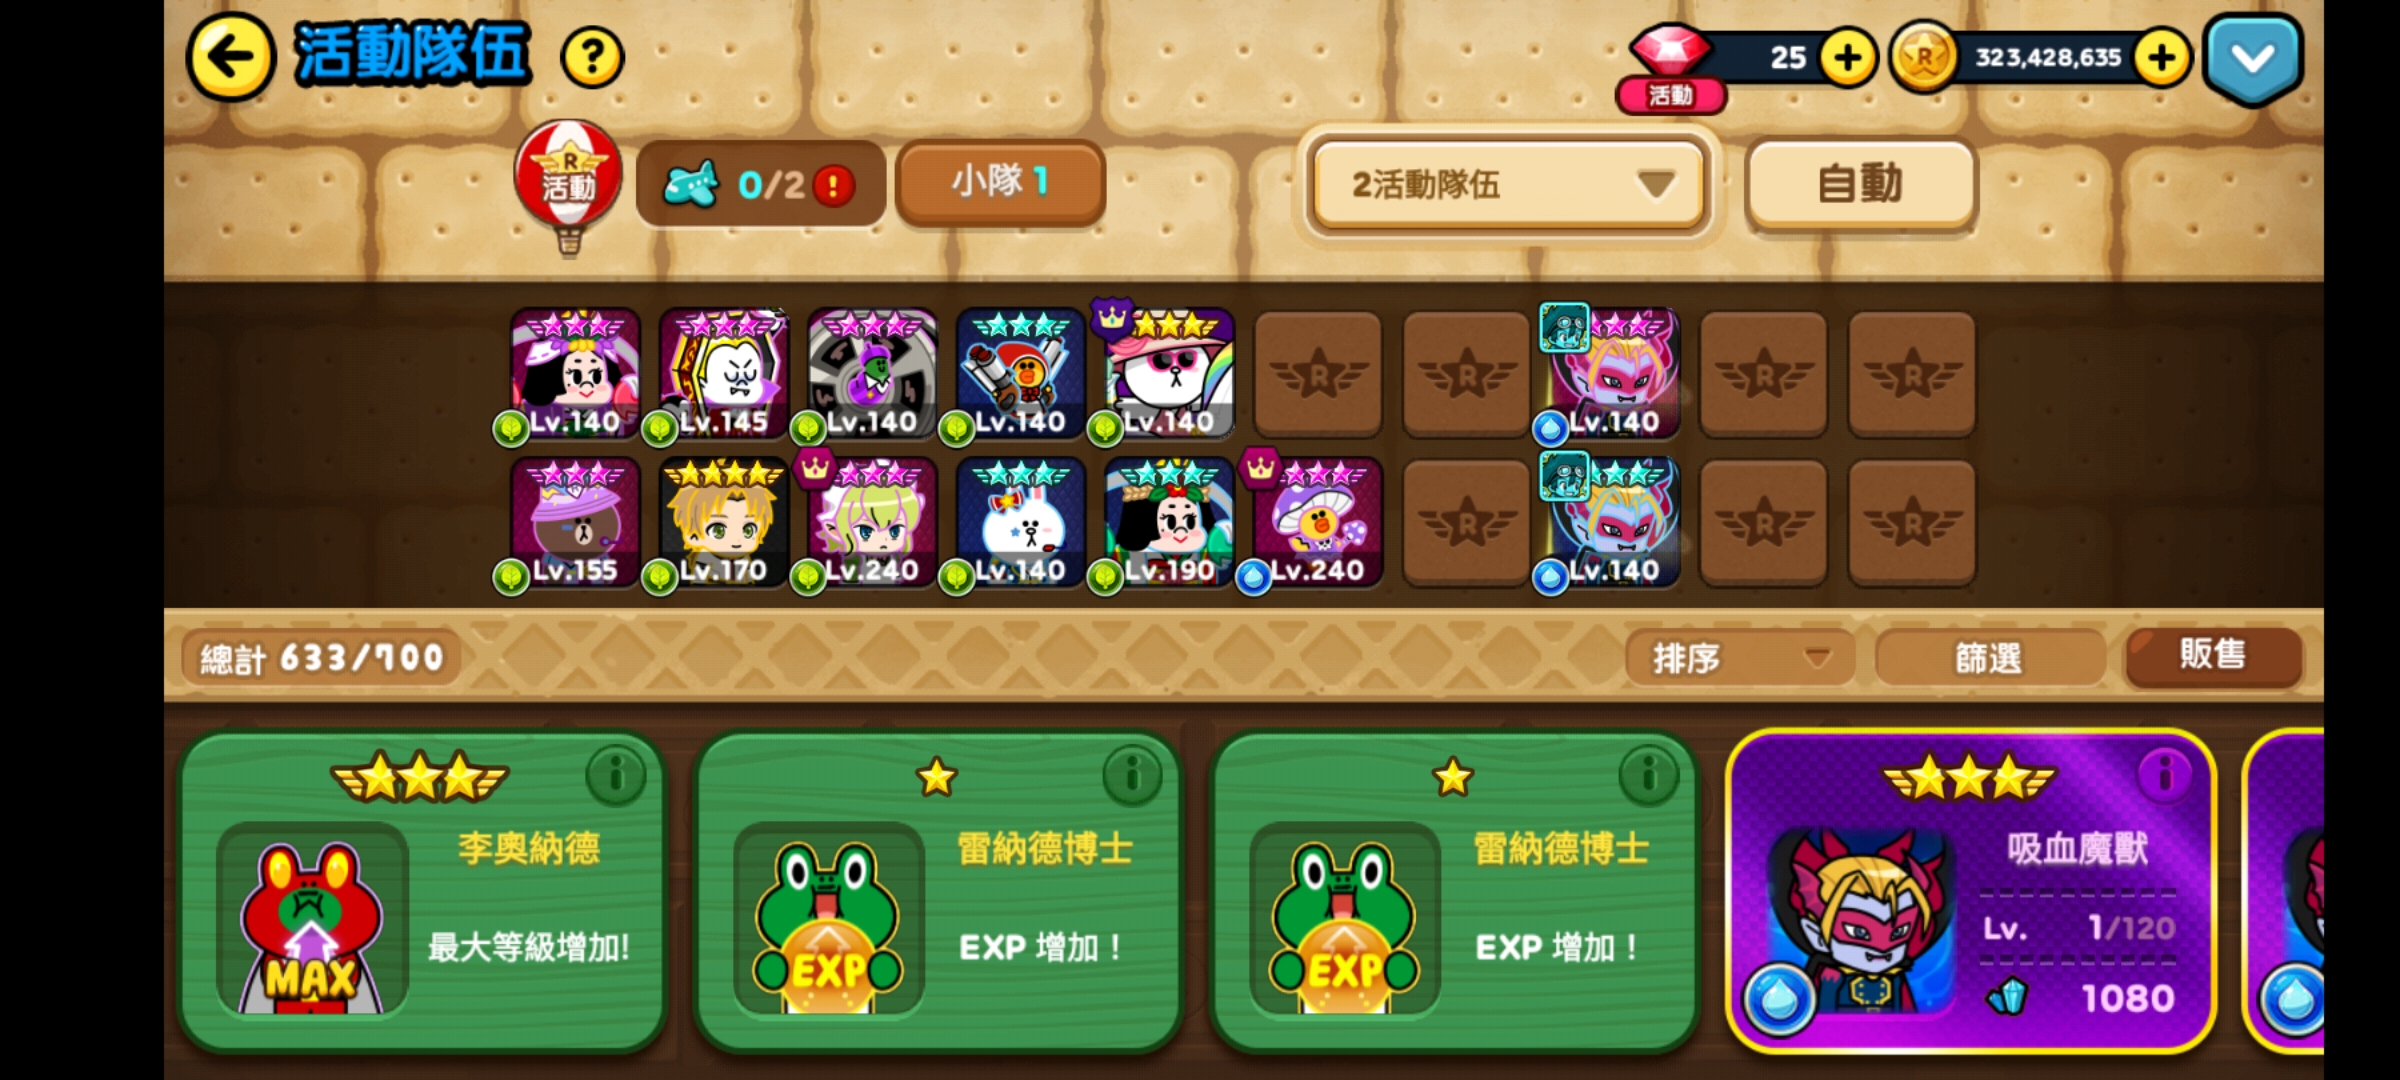 活動隊伍
?
25
活動
323,428,635
R
活動
0/2
小隊1
2活動隊伍
自動
Lv.140
Lv.145
Lv.140
Lv.140
Lv.140
Lv.140
Lv.155
Lv.170
Lv.240
Lv.140
Lv.190
Lv.240
Lv.140
總計 633/700
排序
篩選
販售
李奧納德
最大等級增加!
MAX
雷納德博士
EXP 增加!
EXP
雷納德博士
EXP 增加!
EXP
吸血魔獸
Lv. 1/120
1080